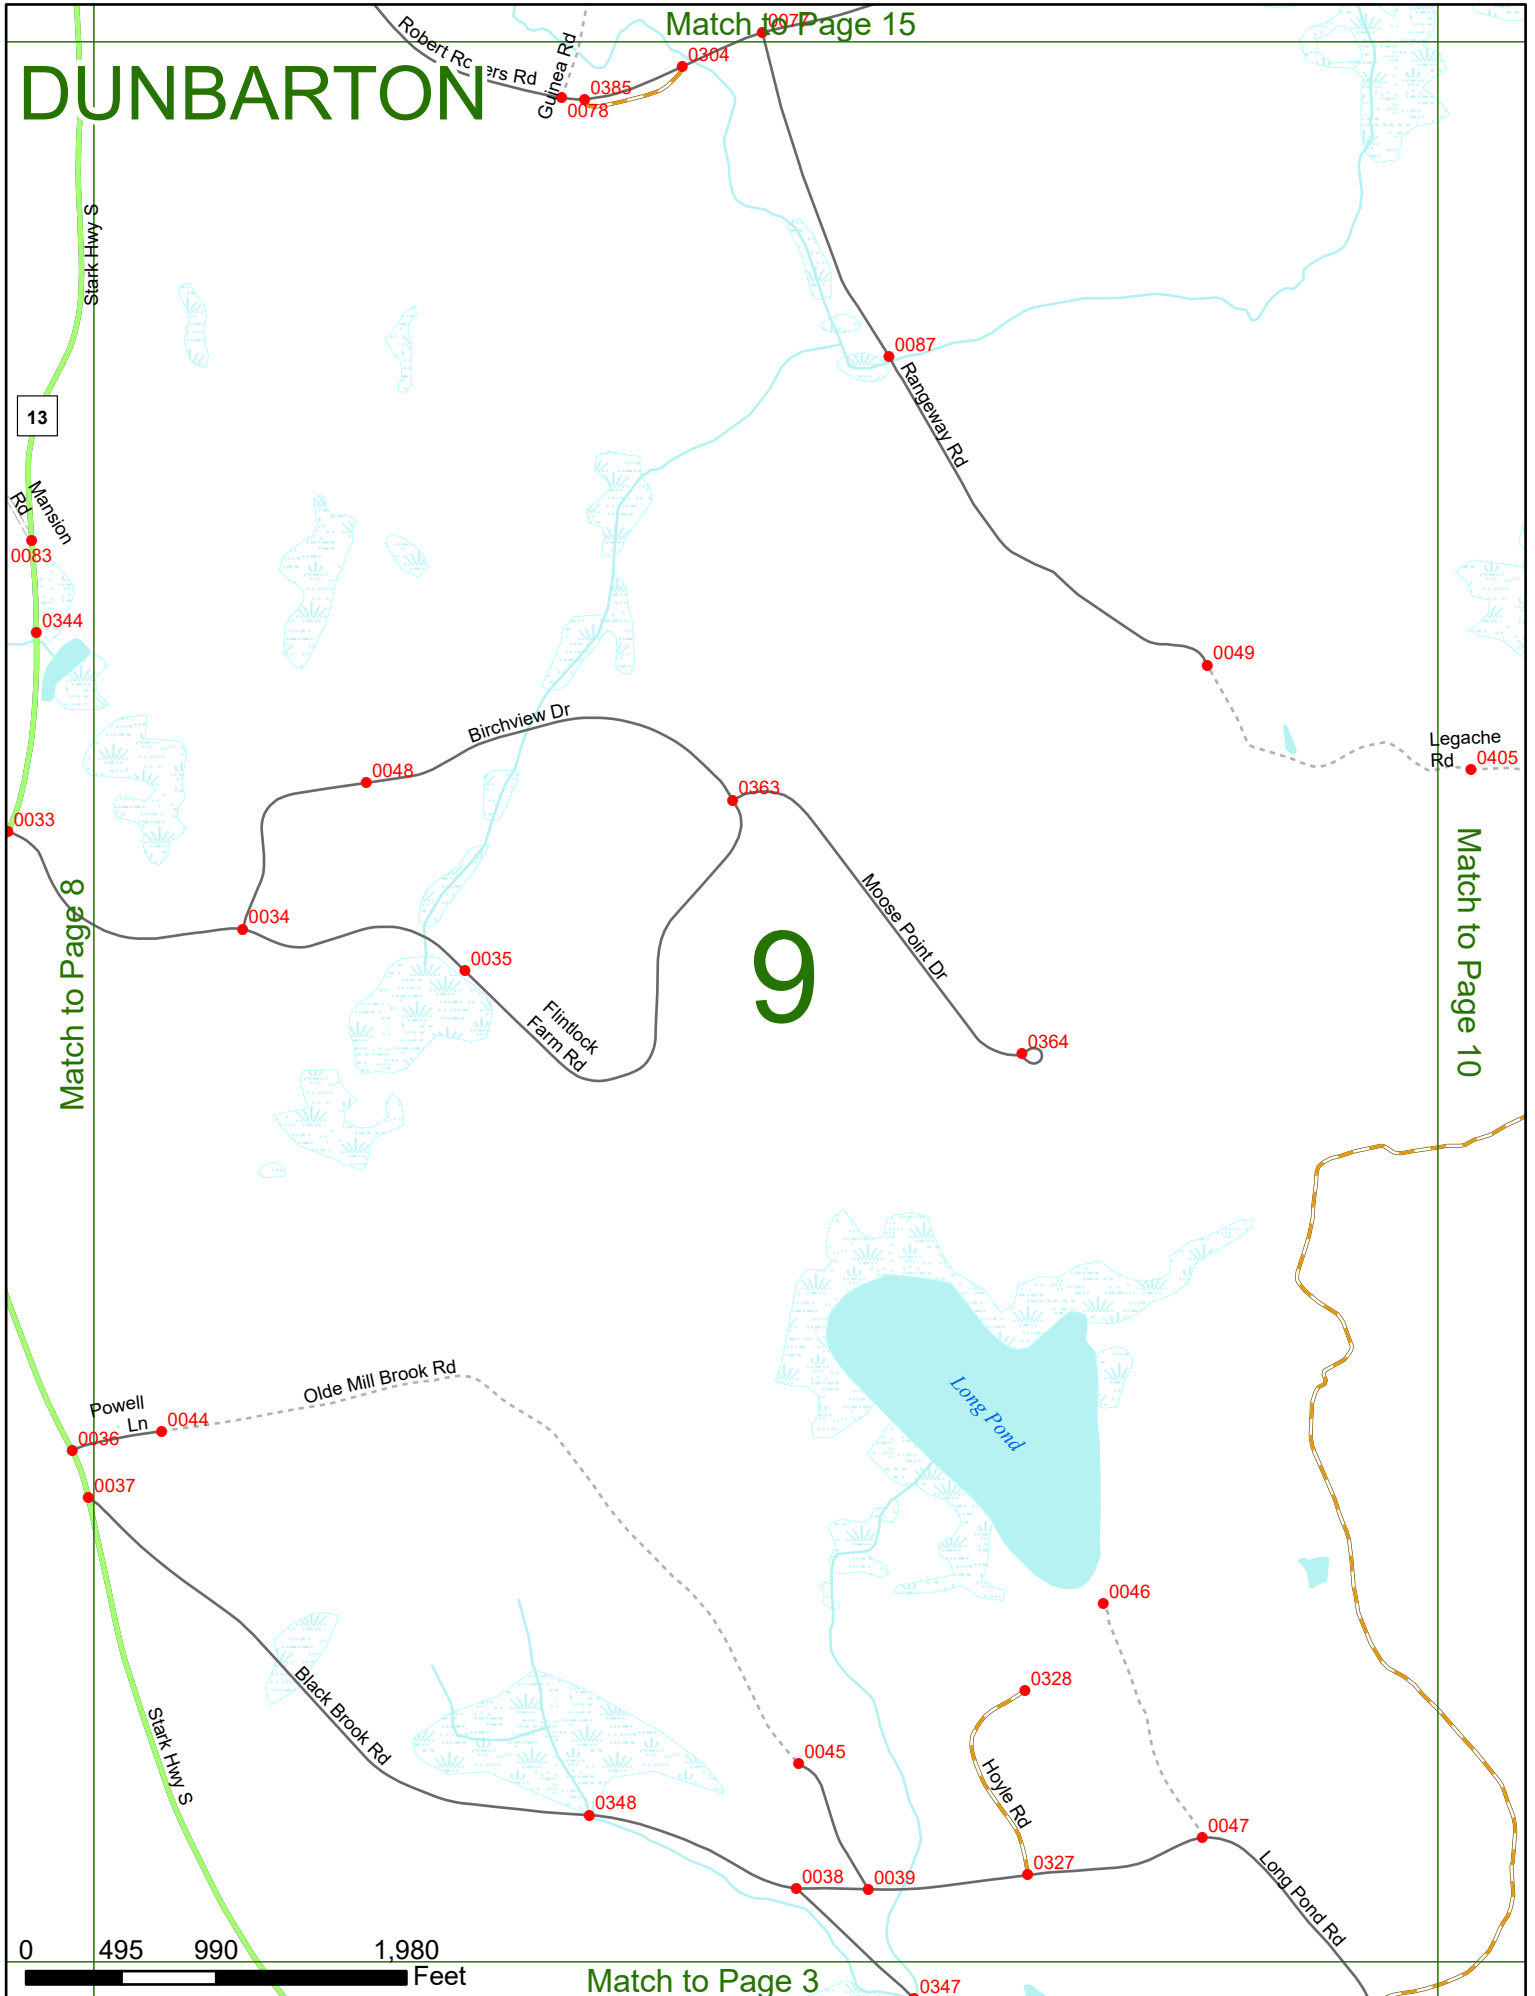 Match to Page 15
0077
Robert Ro ers Rd
Guinea Rd
0304
DUNBARTON
0385
0078
Stark Hwy S
0087
Rangeway Rd
13
Mansion
Rd
0083
0344
0049
Birchview Dr
Legache
Rd
0405
0048
0363
0033
Match to Page 8
0034
0035
Flintlock
Farm Rd
9
Moose Point Dr
0364
Match to Page 10
Long Pond
Olde Mill Brook Rd
Powell
Ln
0044
0036
0037
0046
0328
Black Brook Rd
Stark Hwy S
0045
Hoyle Rd
0348
0047
0327
0038
0039
Long Pond Rd
0 495 990 1,980
Feet
Match to Page 3
0347